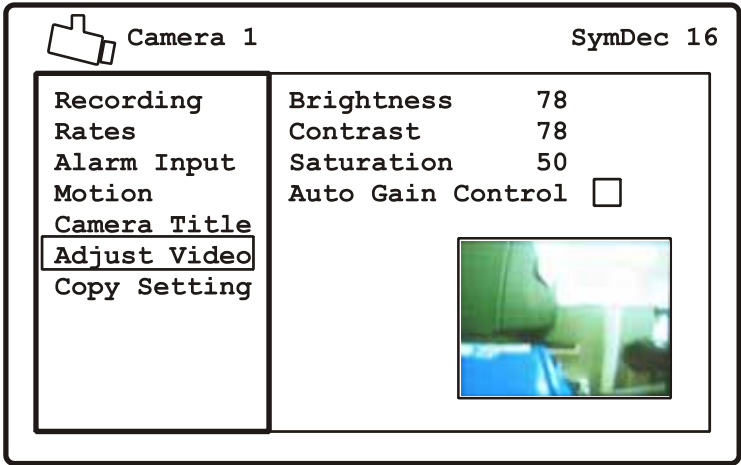 Camera 1 SymDec 16
Recording
Rates
Alarm Input
Motion
Camera Title
Adjust Video
Copy Setting
Brightness 78
Contrast 78
Saturation 50
Auto Gain Control